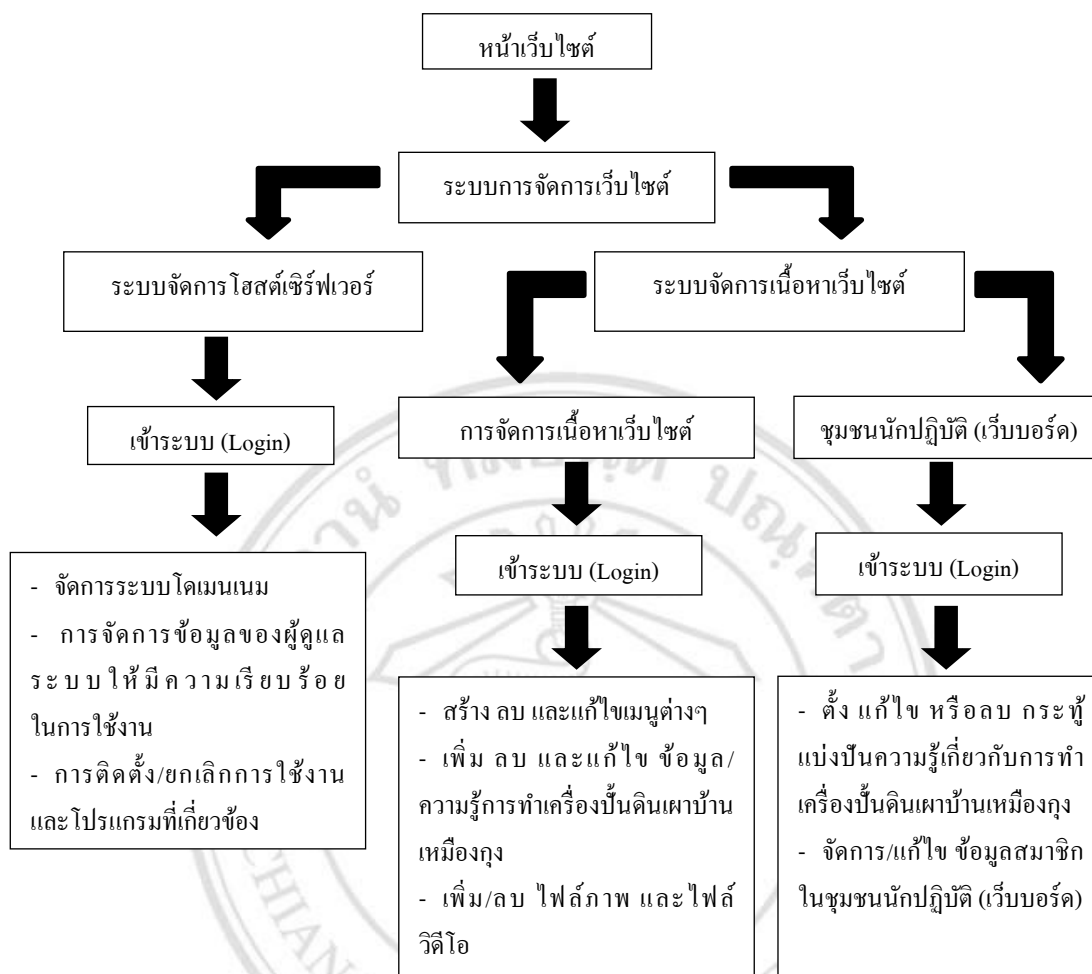 หน้าเว็บไซต์
ระบบการจัดการเว็บไซต์
ระบบจัดการโฮสต์เซิร์ฟเวอร์
ระบบจัดการเนื้อหาเว็บไซต์
เข้าระบบ (Login)
การจัดการเนื้อหาเว็บไซต์
ชุมชนนักปฏิบัติ (เว็บบอร์ด)
เข้าระบบ (Login)
เข้าระบบ (Login)
- จัดการระบบโดเมนเนม
- การจัดการข้อมูลของผู้ดูแล
ระบบให้มีความเรียบร้อย
ในการใช้งาน
- การติดตั้ง/ยกเลิกการใช้งาน
และโปรแกรมที่เกี่ยวข้อง
- สร้าง ลบ และแก้ไขเมนูต่างๆ
- เพิ่ม ลบ และแก้ไข ข้อมูล/
ความรู้การทำเครื่องปั้นดินเผาบ้าน
เหมืองกุง
- เพิ่ม/ลบ ไฟล์ภาพ และไฟล์
วิดีโอ
- ตั้ง แก้ไข หรือลบ กระทู้
แบ่งปันความรู้เกี่ยวกับการทำ
เครื่องปั้นดินเผาบ้านเหมืองกุง
- จัดการ/แก้ไข ข้อมูลสมาชิก
ในชุมชนนักปฏิบัติ (เว็บบอร์ด)